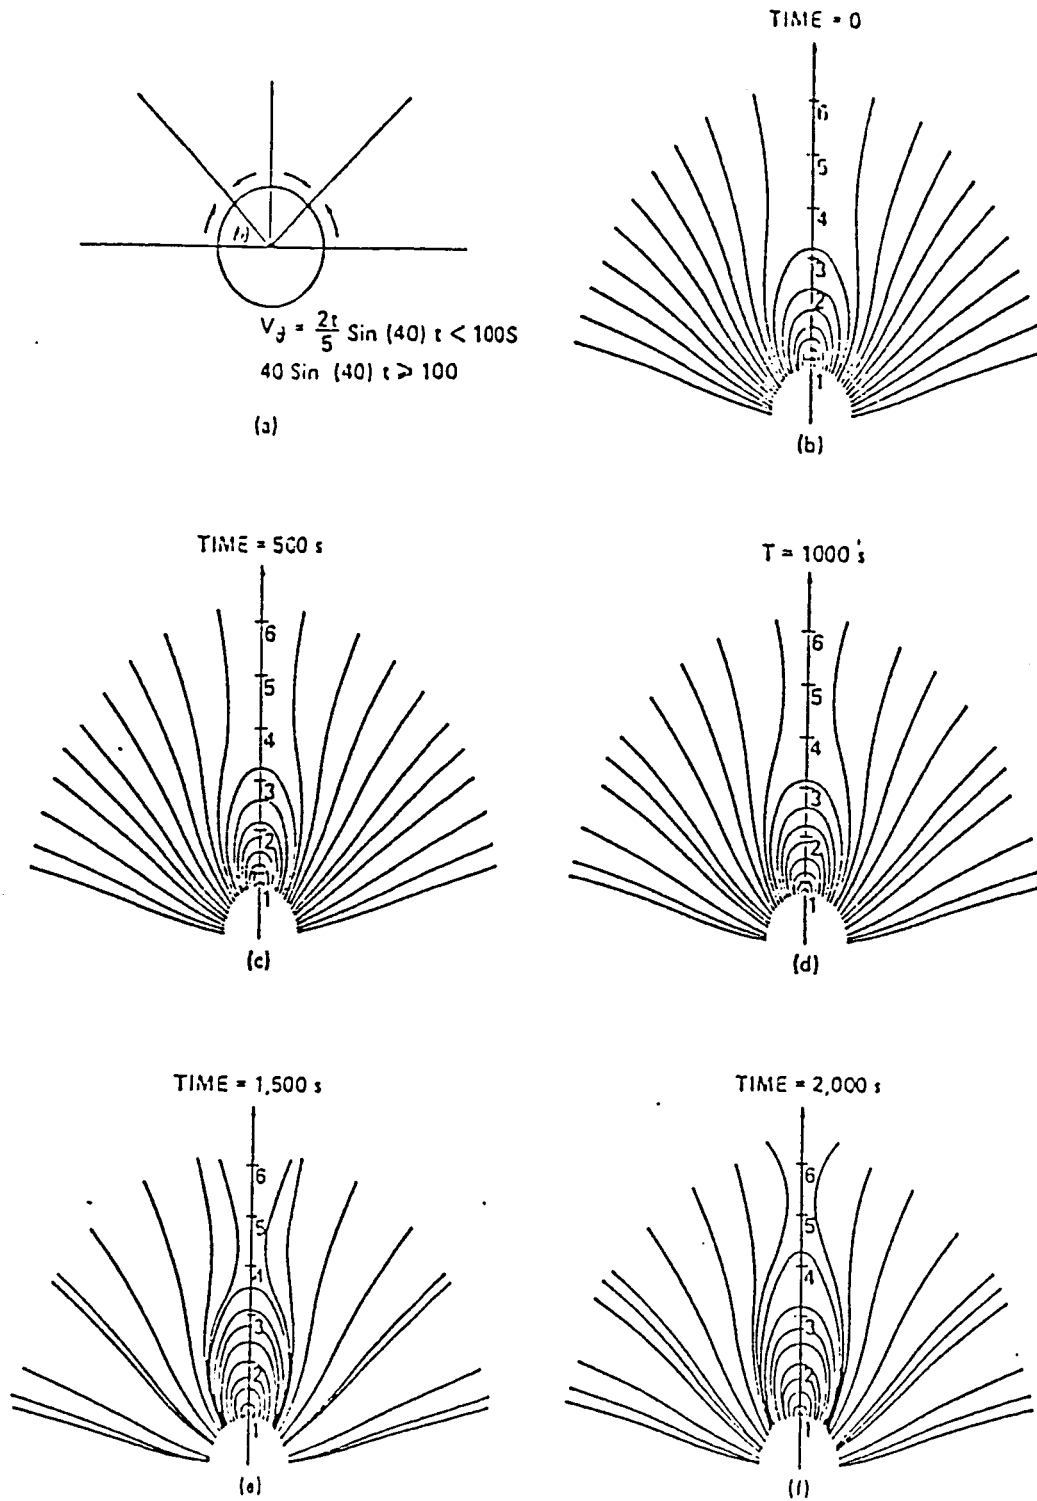 TIME = 0
6
5
4
3
2
1
V𝜗 = 2t/5 Sin (40) t < 100S
40 Sin (40) t > 100
(a)
(b)
TIME = 500 s
6
5
4
3
2
1
(c)
T = 1000 s
6
5
4
3
2
1
(d)
TIME = 1,500 s
6
5
4
3
2
1
(e)
TIME = 2,000 s
6
5
4
3
2
1
(f)